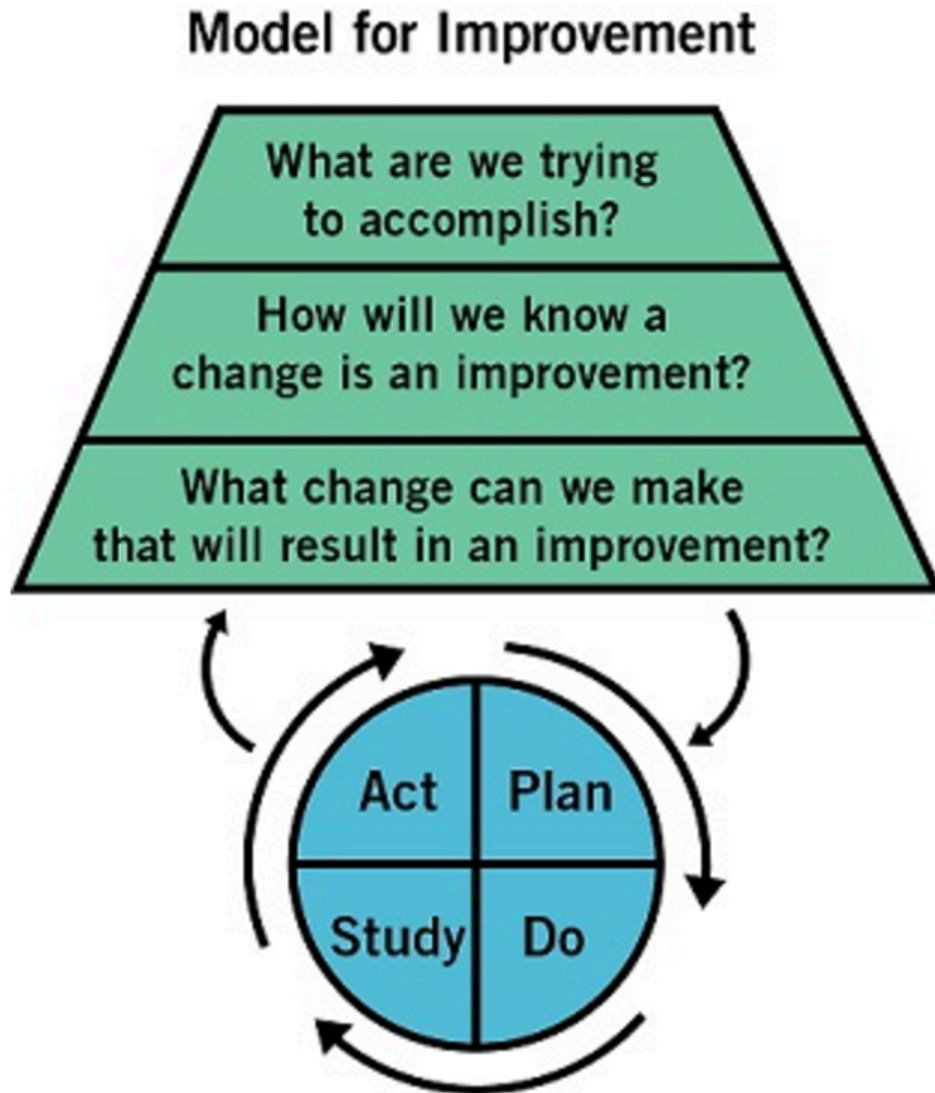 Model for Improvement
What are we trying
to accomplish?
How will we know a
change is an improvement?
What change can we make
that will result in an improvement?
Act
Plan
Study
Do